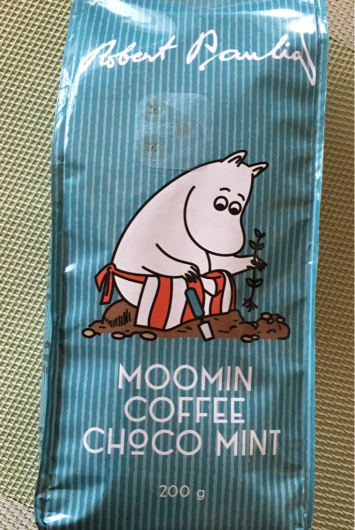 Robert Paulig
MOOMIN
COFFEE
CHOCO MINT
200 g